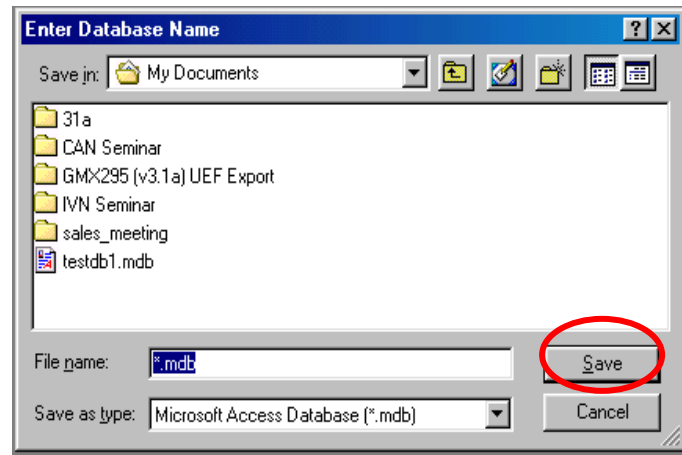 Enter Database Name
Save in: My Documents
31a
CAN Seminar
GMX295 (v3.1a) UEF Export
IVN Seminar
sales_meeting
testdb1.mdb
File name: *.mdb Save
Save as type: Microsoft Access Database (*.mdb) Cancel